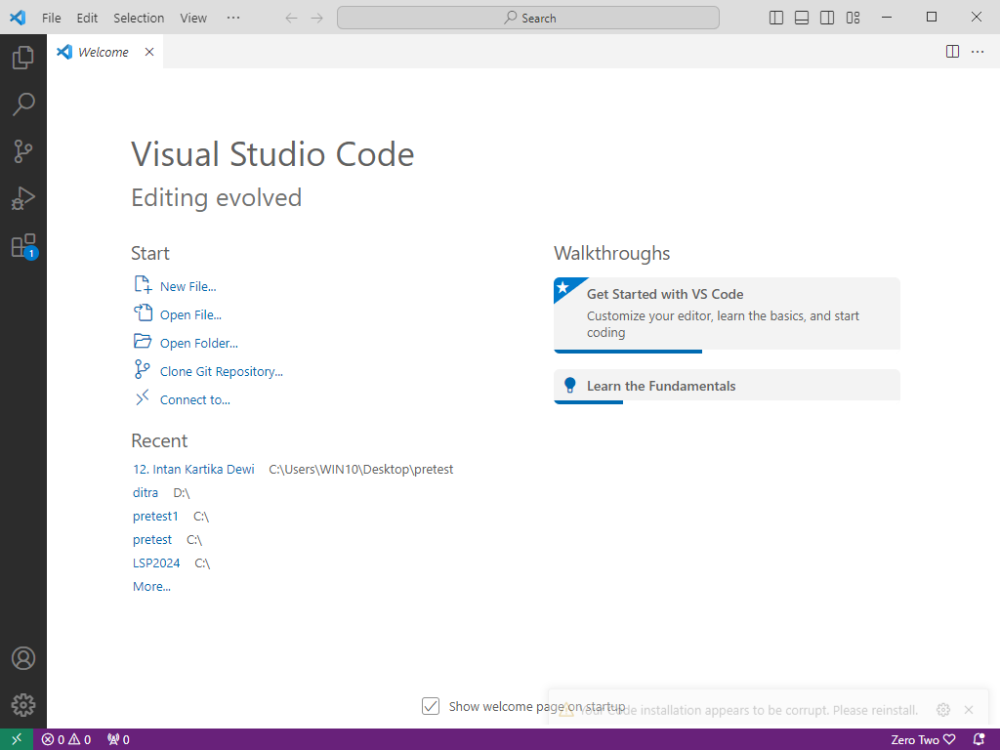 File Edit Selection View ··· Search
Welcome
Visual Studio Code
Editing evolved
Start
New File...
Open File...
Open Folder...
Clone Git Repository...
Connect to...
Recent
12. Intan Kartika Dewi C:\Users\WIN10\Desktop\pretest
ditra D:\
pretest1 C:\
pretest C:\
LSP2024 C:\
More...
Walkthroughs
Get Started with VS Code
Customize your editor, learn the basics, and start
coding
Learn the Fundamentals
1
Show welcome page on startup
Your Code installation appears to be corrupt. Please reinstall.
0 0 0 Zero Two